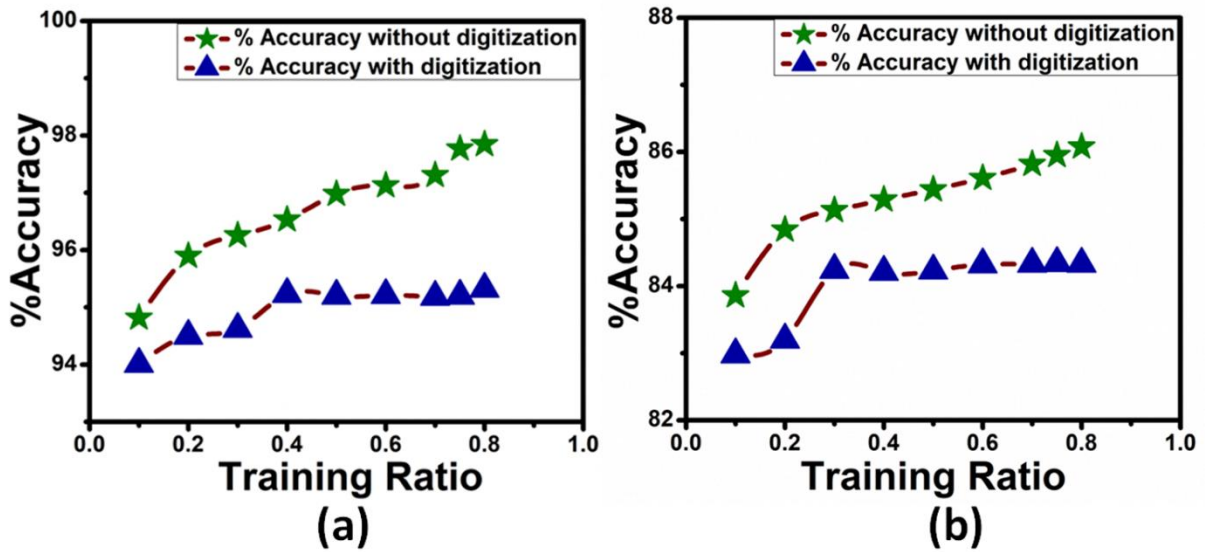 % Accuracy without digitization
% Accuracy with digitization
100
98
96
94
%Accuracy
0.0 0.2 0.4 0.6 0.8 1.0
Training Ratio
(a)
% Accuracy without digitization
% Accuracy with digitization
88
86
84
82
%Accuracy
0.0 0.2 0.4 0.6 0.8 1.0
Training Ratio
(b)